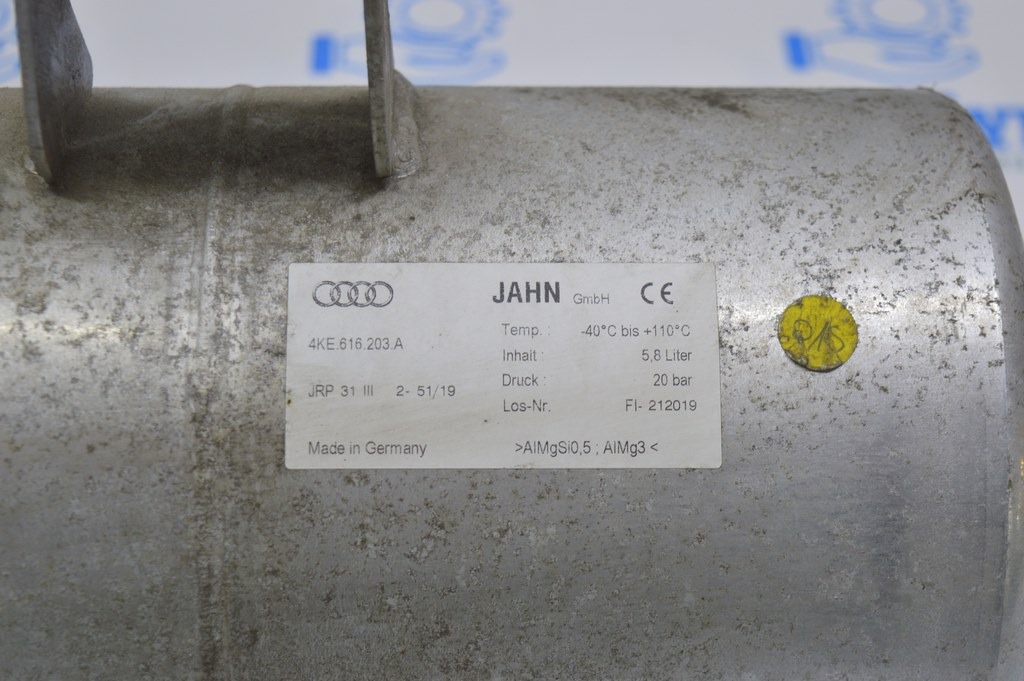 JAHN GmbH CE
4KE.616.203.A
Temp. : -40°C bis +110°C
Inhalt : 5,8 Liter
Druck : 20 bar
JRP 31 III 2- 51/19
Los-Nr. FI- 212019
Made in Germany >AlMgSi0,5 ; AlMg3 <